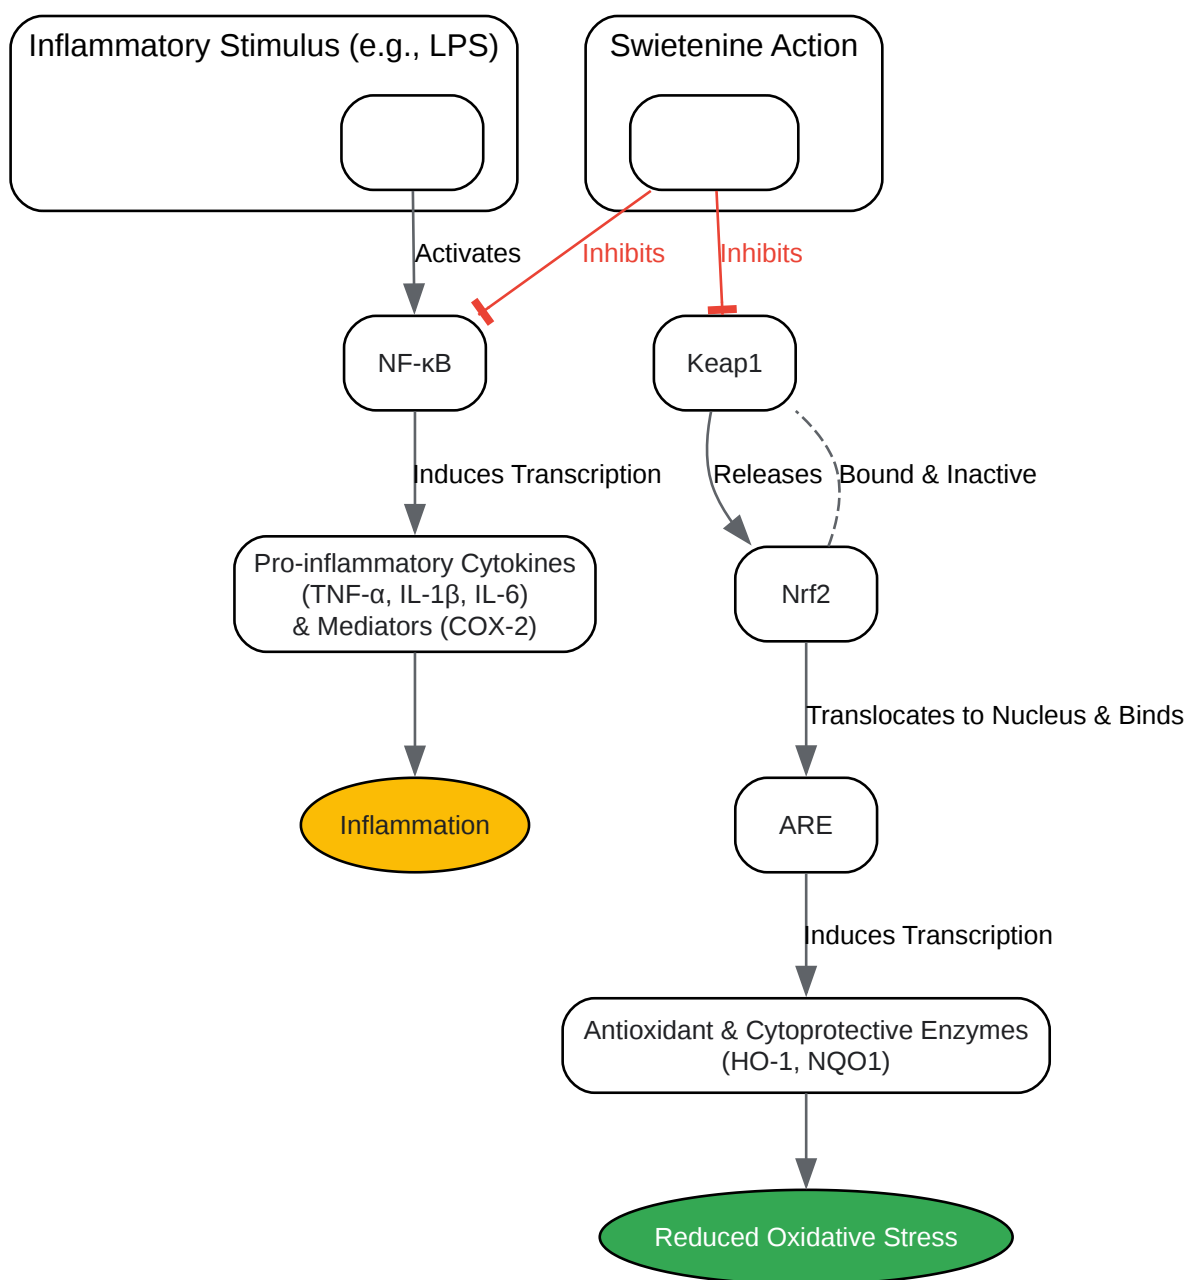 Inflammatory Stimulus (e.g., LPS)
Swietenine Action
Activates
Inhibits
Inhibits
NF-κB
Keap1
Induces Transcription
Releases
Bound & Inactive
Pro-inflammatory Cytokines
(TNF-α, IL-1β, IL-6)
& Mediators (COX-2)
Nrf2
Translocates to Nucleus & Binds
Inflammation
ARE
Induces Transcription
Antioxidant & Cytoprotective Enzymes
(HO-1, NQO1)
Reduced Oxidative Stress